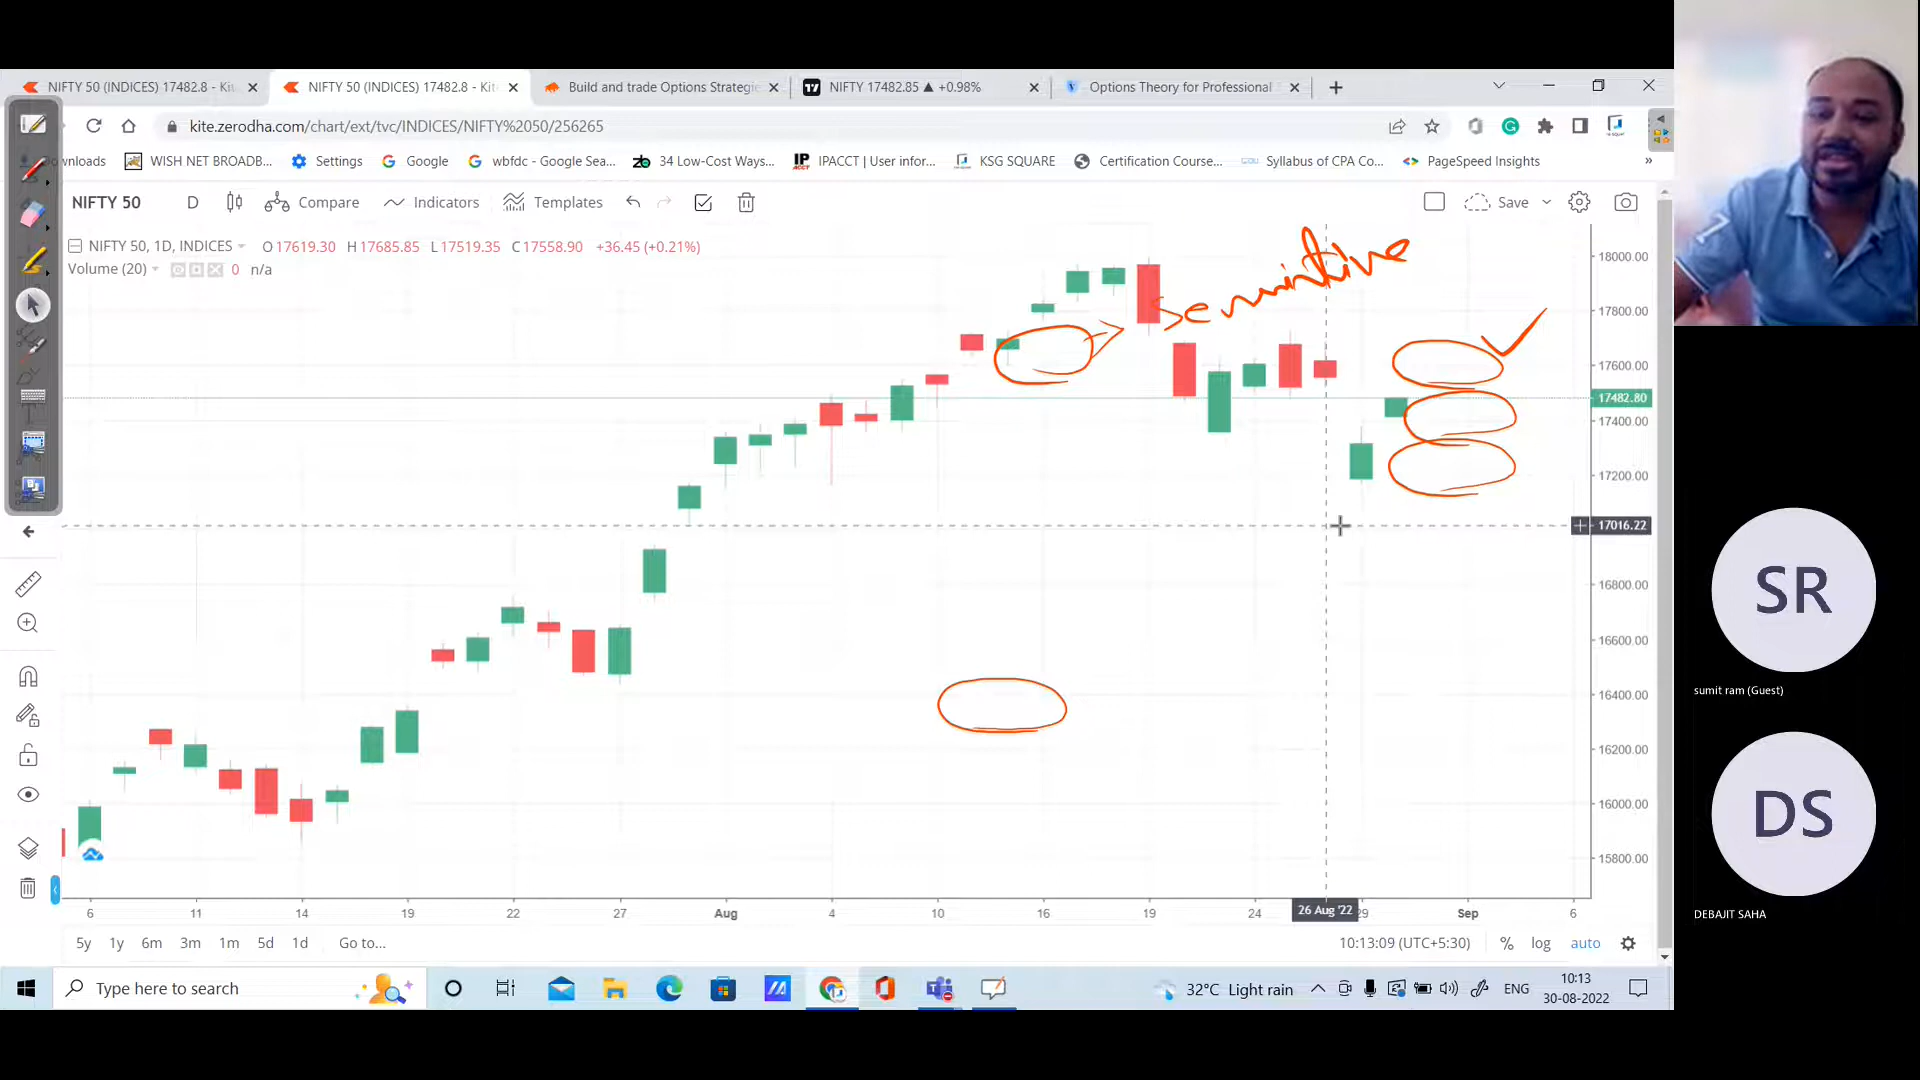 NIFTY 50 (INDICES) 17482.8 - Ki
NIFTY 50 (INDICES) 17482.8 - Kit
Build and trade Options Strategie
NIFTY 17482.85 ▲ +0.98%
Options Theory for Professional
kite.zerodha.com/chart/ext/tvc/INDICES/NIFTY%2050/256265
ownloads
WISH NET BROADB...
Settings
Google
wbfdc - Google Sea...
34 Low-Cost Ways...
IPACCT | User infor...
KSG SQUARE
Certification Course...
Syllabus of CPA Co...
PageSpeed Insights
»
NIFTY 50 D Compare Indicators Templates Save
NIFTY 50, 1D, INDICES O17619.30 H17685.85 L17519.35 C17558.90 +36.45 (+0.21%)
Volume (20) 0 n/a
18000.00
17800.00
17600.00
17482.80
17400.00
17200.00
17016.22
16800.00
16600.00
16400.00
16200.00
16000.00
15800.00
6 11 14 19 22 27 Aug 4 10 16 19 24 26 Aug '22 29 Sep 6
5y 1y 6m 3m 1m 5d 1d Go to... 10:13:09 (UTC+5:30) % log auto
Type here to search
32°C Light rain
ENG
10:13
30-08-2022
SR
sumit ram (Guest)
DS
DEBAJIT SAHA